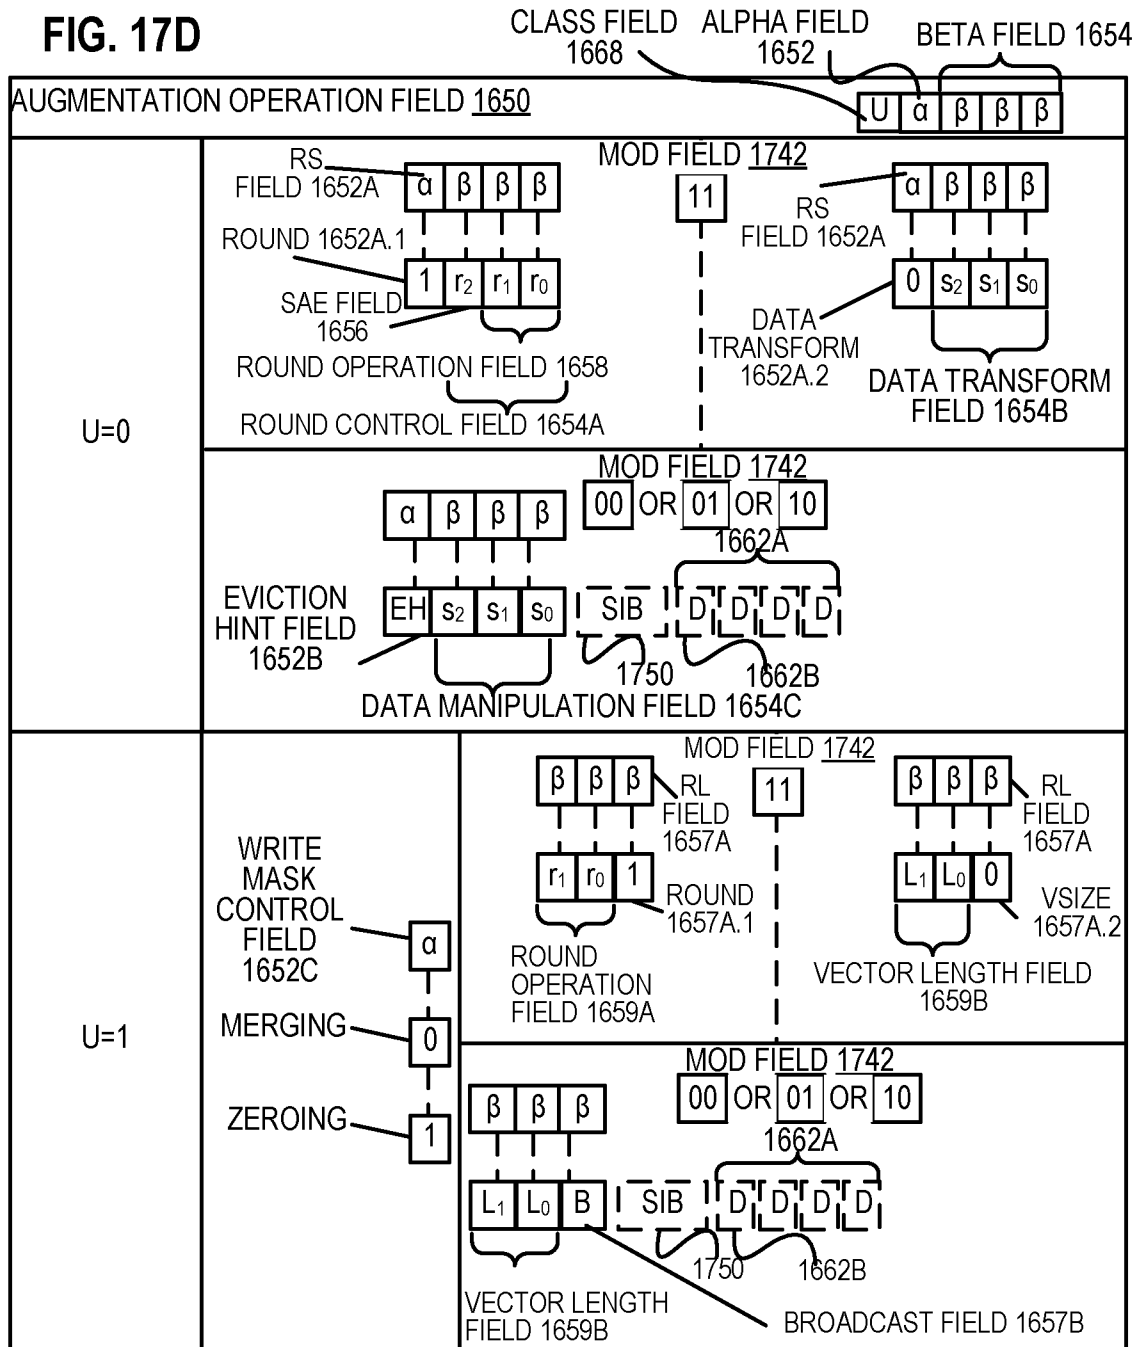 FIG. 17D
CLASS FIELD
1668
ALPHA FIELD
1652
BETA FIELD 1654
AUGMENTATION OPERATION FIELD 1650
U α β β β
U=0
RS
FIELD 1652A
α β β β
ROUND 1652A.1
1 r2 r1 r0
SAE FIELD
1656
ROUND OPERATION FIELD 1658
ROUND CONTROL FIELD 1654A
MOD FIELD 1742
11
α β β β
RS
FIELD 1652A
0 s2 s1 s0
DATA
TRANSFORM
1652A.2
DATA TRANSFORM
FIELD 1654B
MOD FIELD 1742
00 OR 01 OR 10
α β β β
1662A
EVICTION
HINT FIELD
1652B
EH s2 s1 s0 SIB D D D D
1750
1662B
DATA MANIPULATION FIELD 1654C
U=1
WRITE
MASK
CONTROL
FIELD
1652C
α
MERGING
0
ZEROING
1
MOD FIELD 1742
11
β β β
RL
FIELD
1657A
r1 r0 1
ROUND
1657A.1
ROUND
OPERATION
FIELD 1659A
β β β
RL
FIELD
1657A
L1 L0 0
VSIZE
1657A.2
VECTOR LENGTH FIELD
1659B
MOD FIELD 1742
00 OR 01 OR 10
β β β
1662A
L1 L0 B SIB D D D D
1750
1662B
VECTOR LENGTH
FIELD 1659B
BROADCAST FIELD 1657B